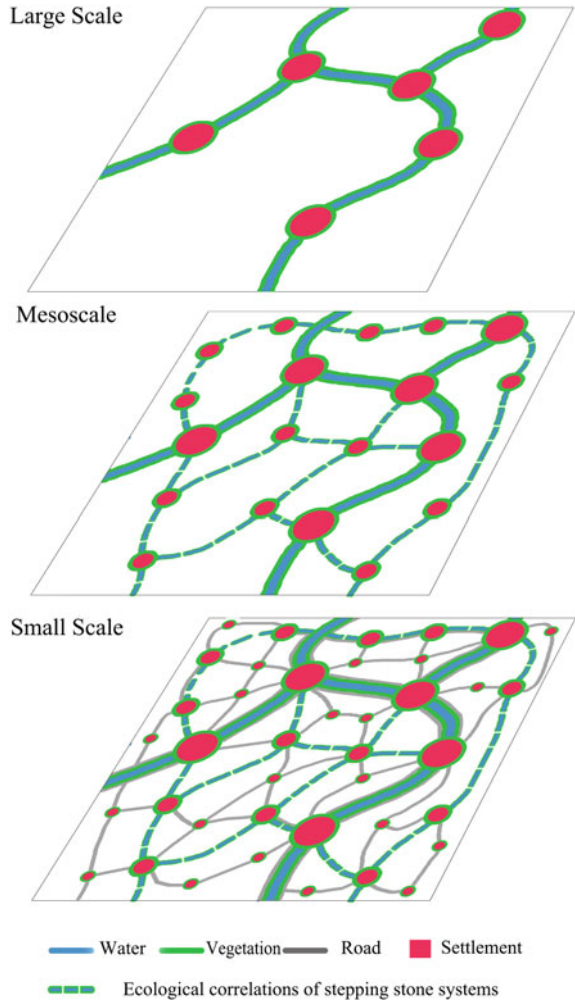 Large Scale
Mesoscale
Small Scale
Water Vegetation Road Settlement
Ecological correlations of stepping stone systems